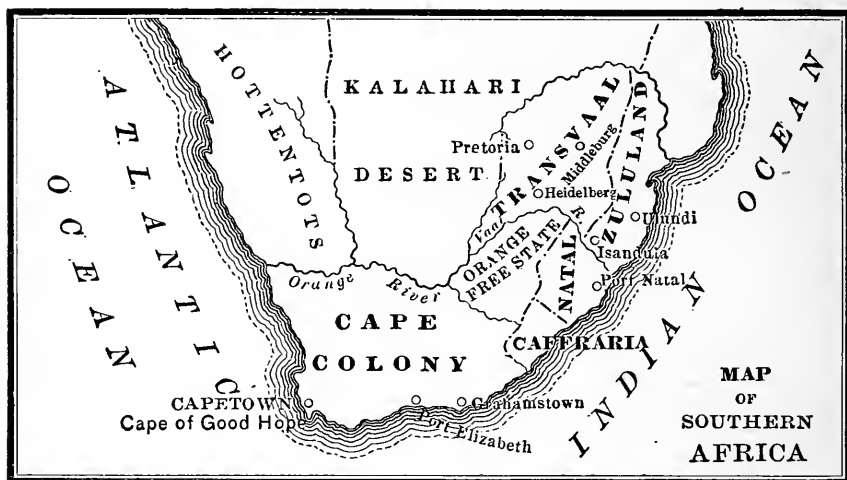 ATLANTIC
OCEAN
HOTTENTOTS
KALAHARI
DESERT
Pretoria
TRANSVAAL
Middleburg
Heidelberg
ZULULAND
Ulundi
Isandula
Vaal
R.
ORANGE
FREE STATE
NATAL
Port Natal
Orange River
CAPE
COLONY
CAFFRARIA
CAPETOWN
Cape of Good Hope
Port Elizabeth
Grahamstown
INDIAN
OCEAN
MAP
OF
SOUTHERN
AFRICA